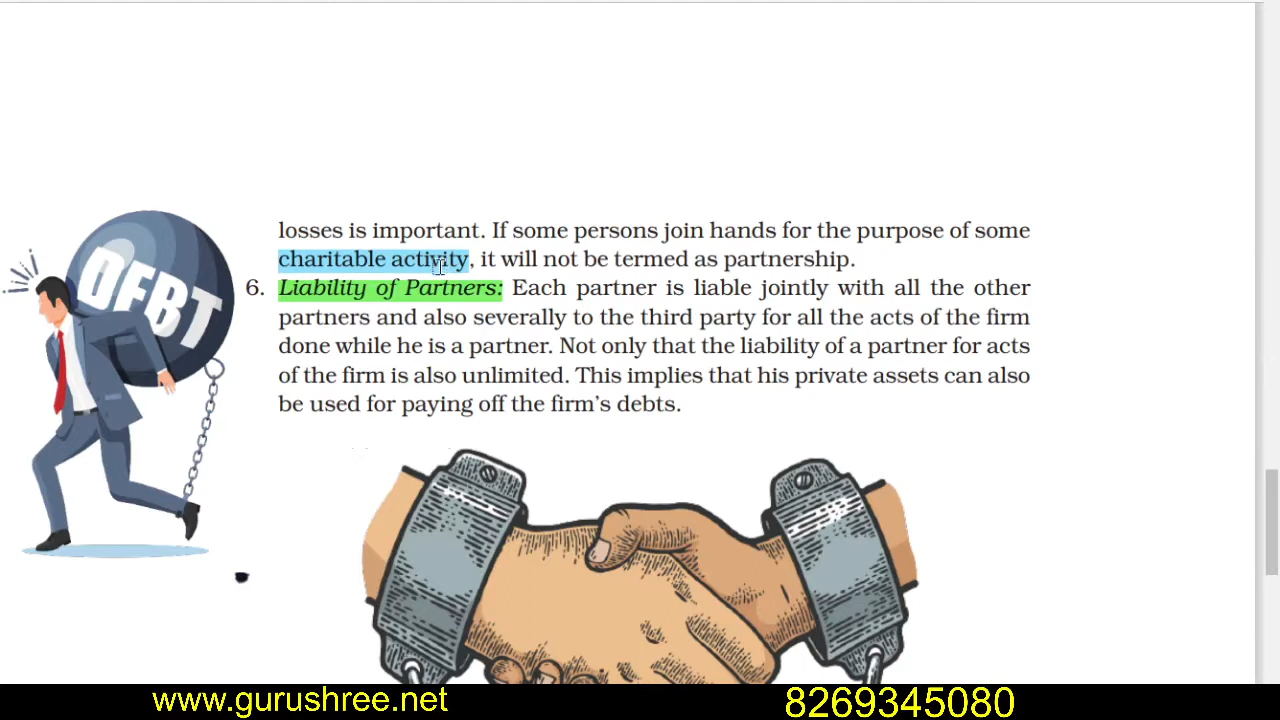 losses is important. If some persons join hands for the purpose of some
charitable activity, it will not be termed as partnership.
6. Liability of Partners: Each partner is liable jointly with all the other
partners and also severally to the third party for all the acts of the firm
done while he is a partner. Not only that the liability of a partner for acts
of the firm is also unlimited. This implies that his private assets can also
be used for paying off the firm's debts.
DEBT
www.gurushree.net
8269345080